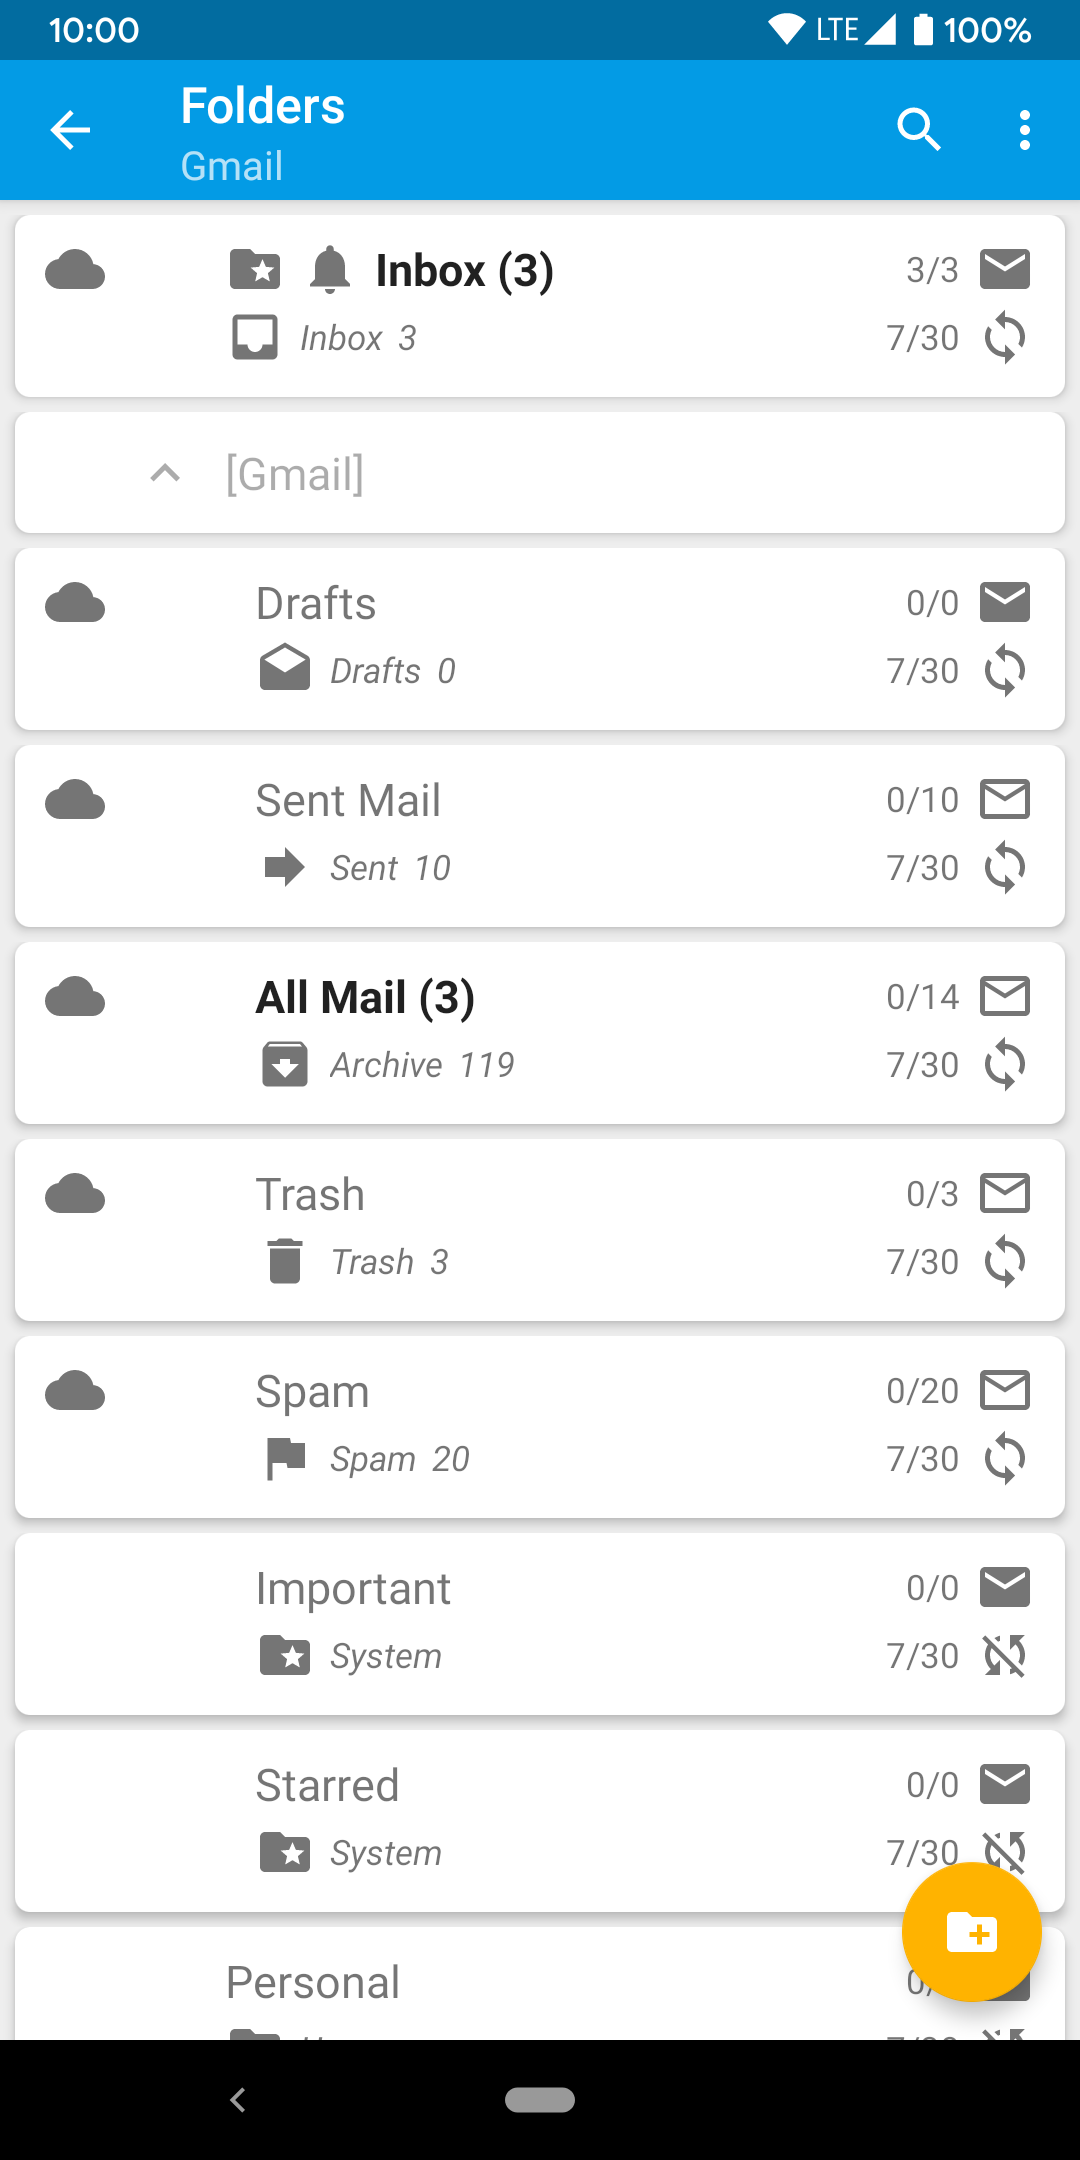 10:00 LTE 100%
Folders
Gmail
Inbox (3) 3/3
Inbox 3 7/30
[Gmail]
Drafts 0/0
Drafts 0 7/30
Sent Mail 0/10
Sent 10 7/30
All Mail (3) 0/14
Archive 119 7/30
Trash 0/3
Trash 3 7/30
Spam 0/20
Spam 20 7/30
Important 0/0
System 7/30
Starred 0/0
System 7/30
Personal